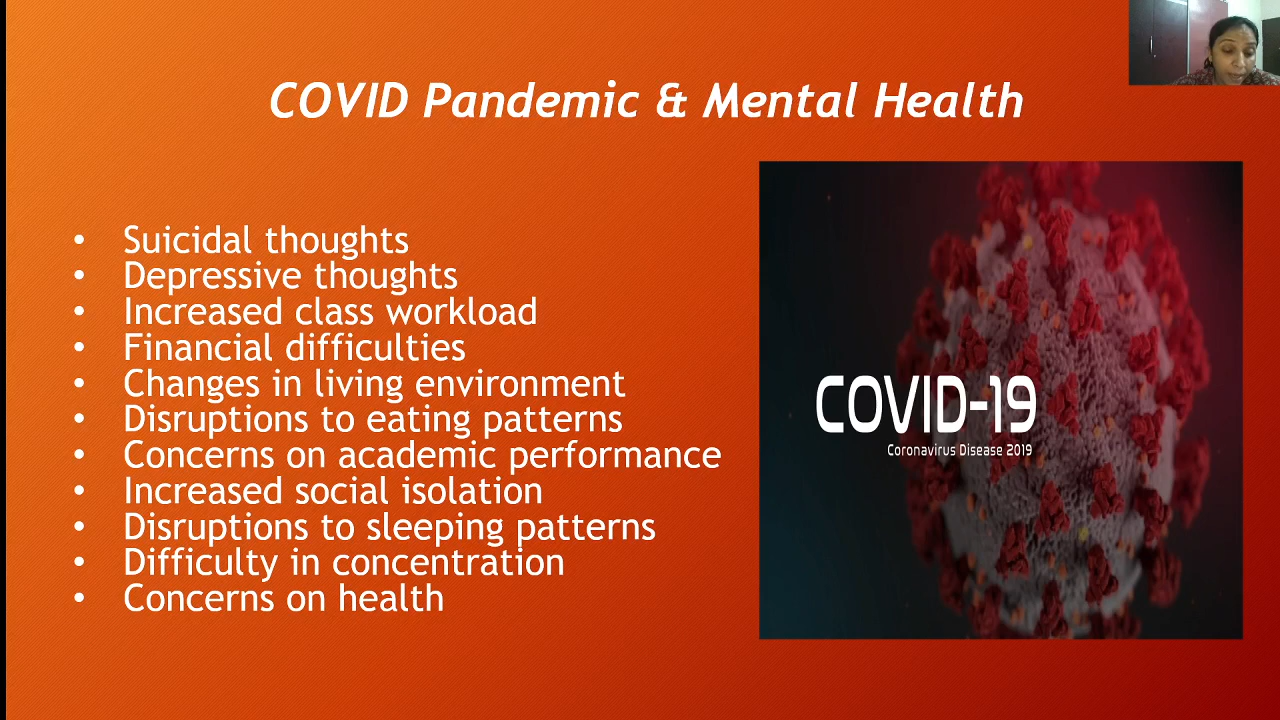 COVID Pandemic & Mental Health
• Suicidal thoughts
• Depressive thoughts
• Increased class workload
• Financial difficulties
• Changes in living environment
• Disruptions to eating patterns
• Concerns on academic performance
• Increased social isolation
• Disruptions to sleeping patterns
• Difficulty in concentration
• Concerns on health
COVID-19
Coronavirus Disease 2019